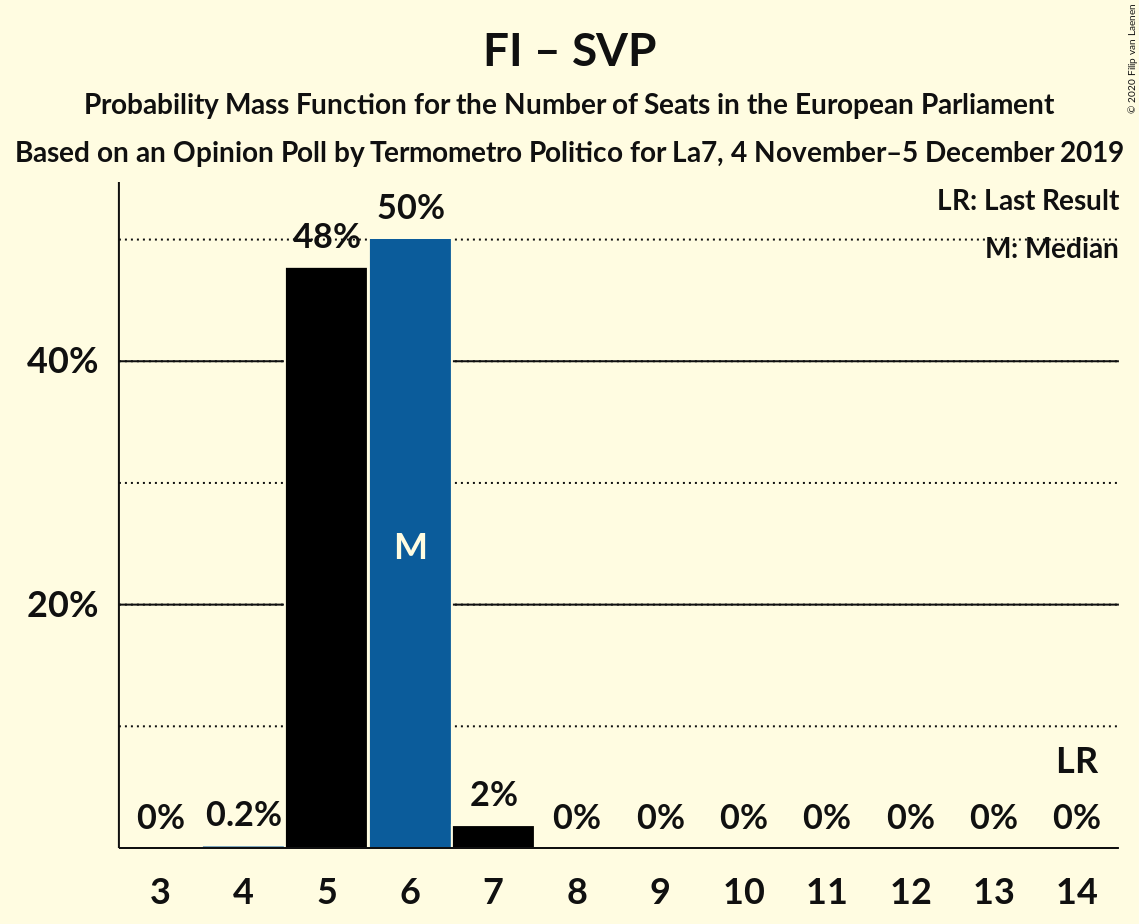 FI – SVP
Probability Mass Function for the Number of Seats in the European Parliament
Based on an Opinion Poll by Termometro Politico for La7, 4 November–5 December 2019
© 2020 Filip van Laenen
LR: Last Result
M: Median
50%
48%
40%
M
20%
LR
2%
0% 0.2% 0% 0% 0% 0% 0% 0% 0%
3 4 5 6 7 8 9 10 11 12 13 14